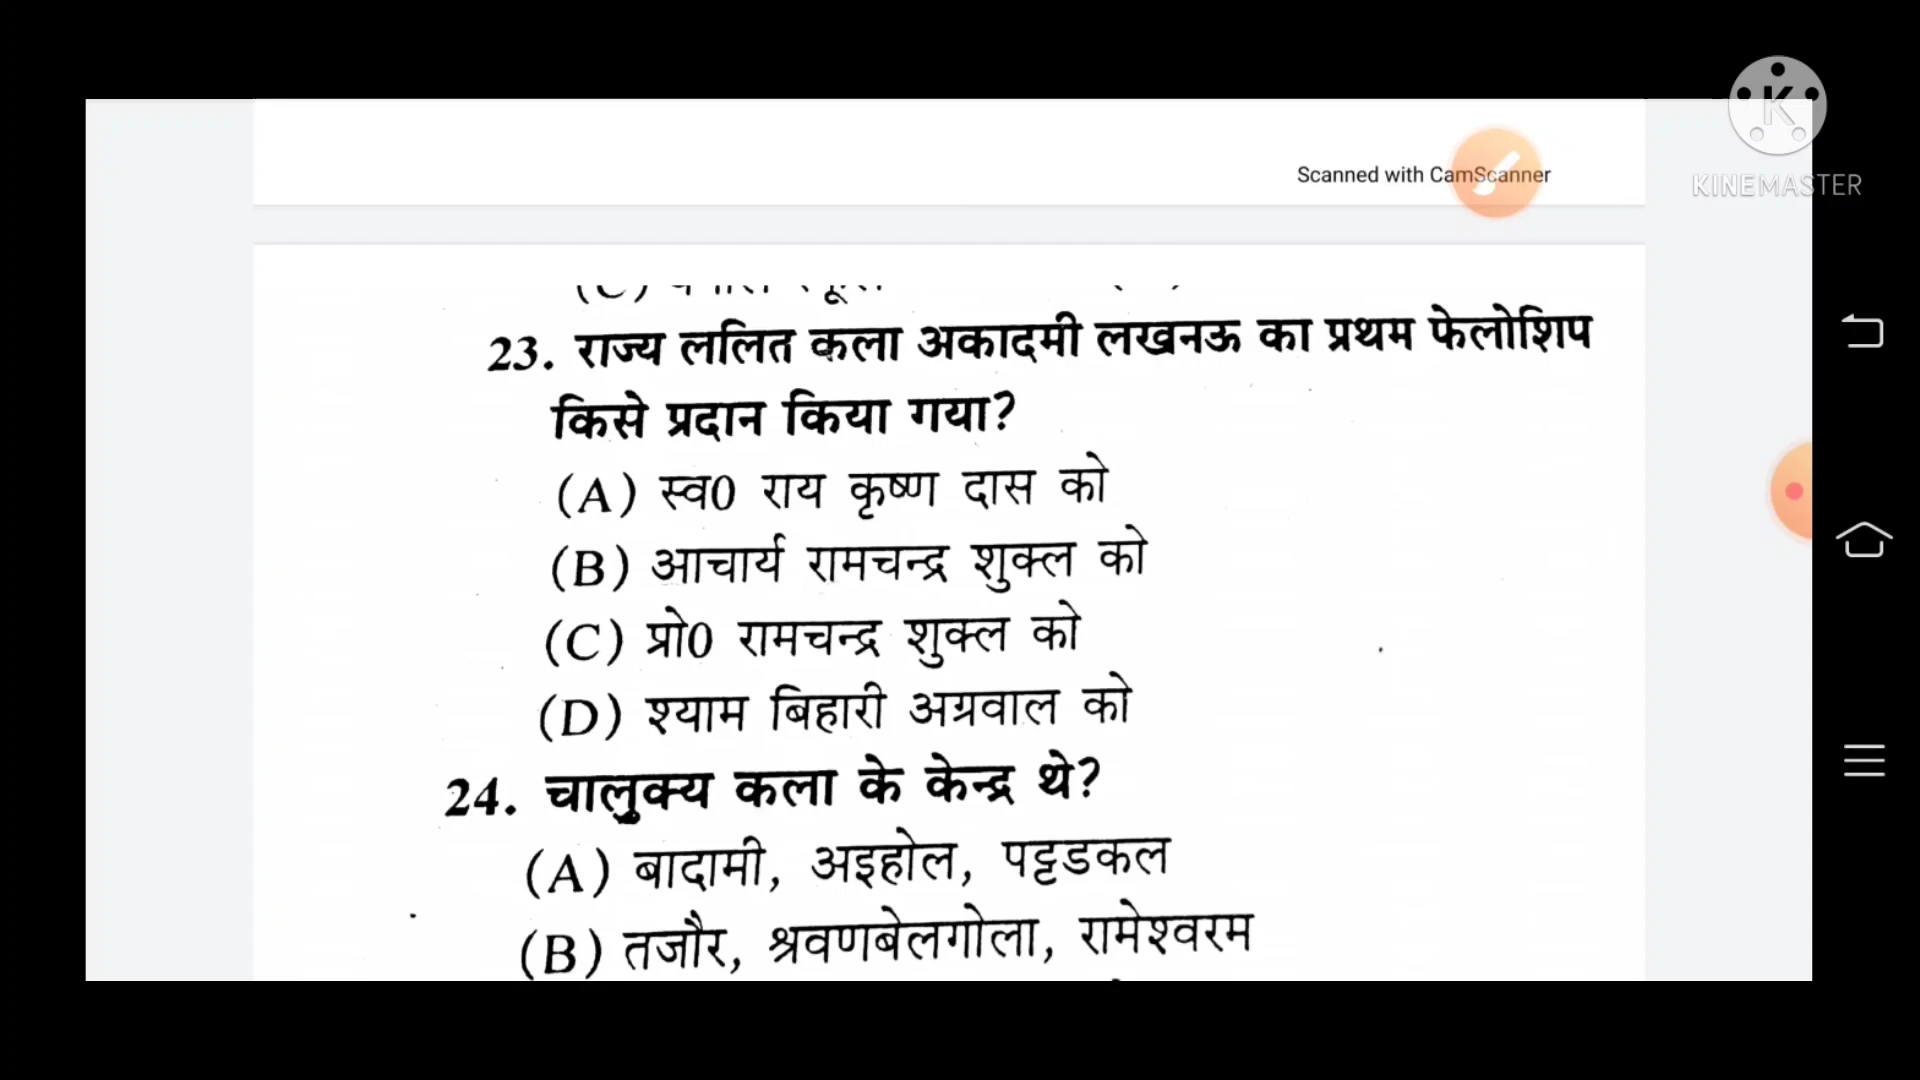 KINEMASTER
Scanned with CamScanner
23. राज्य ललित कला अकादमी लखनऊ का प्रथम फेलोशिप
किसे प्रदान किया गया?
(A) स्व0 राय कृष्ण दास को
(B) आचार्य रामचन्द्र शुक्ल को
(C) प्रो0 रामचन्द्र शुक्ल को
(D) श्याम बिहारी अग्रवाल को
24. चालुक्य कला के केन्द्र थे?
(A) बादामी, अइहोल, पट्टडकल
(B) तजौर, श्रवणबेलगोला, रामेश्वरम